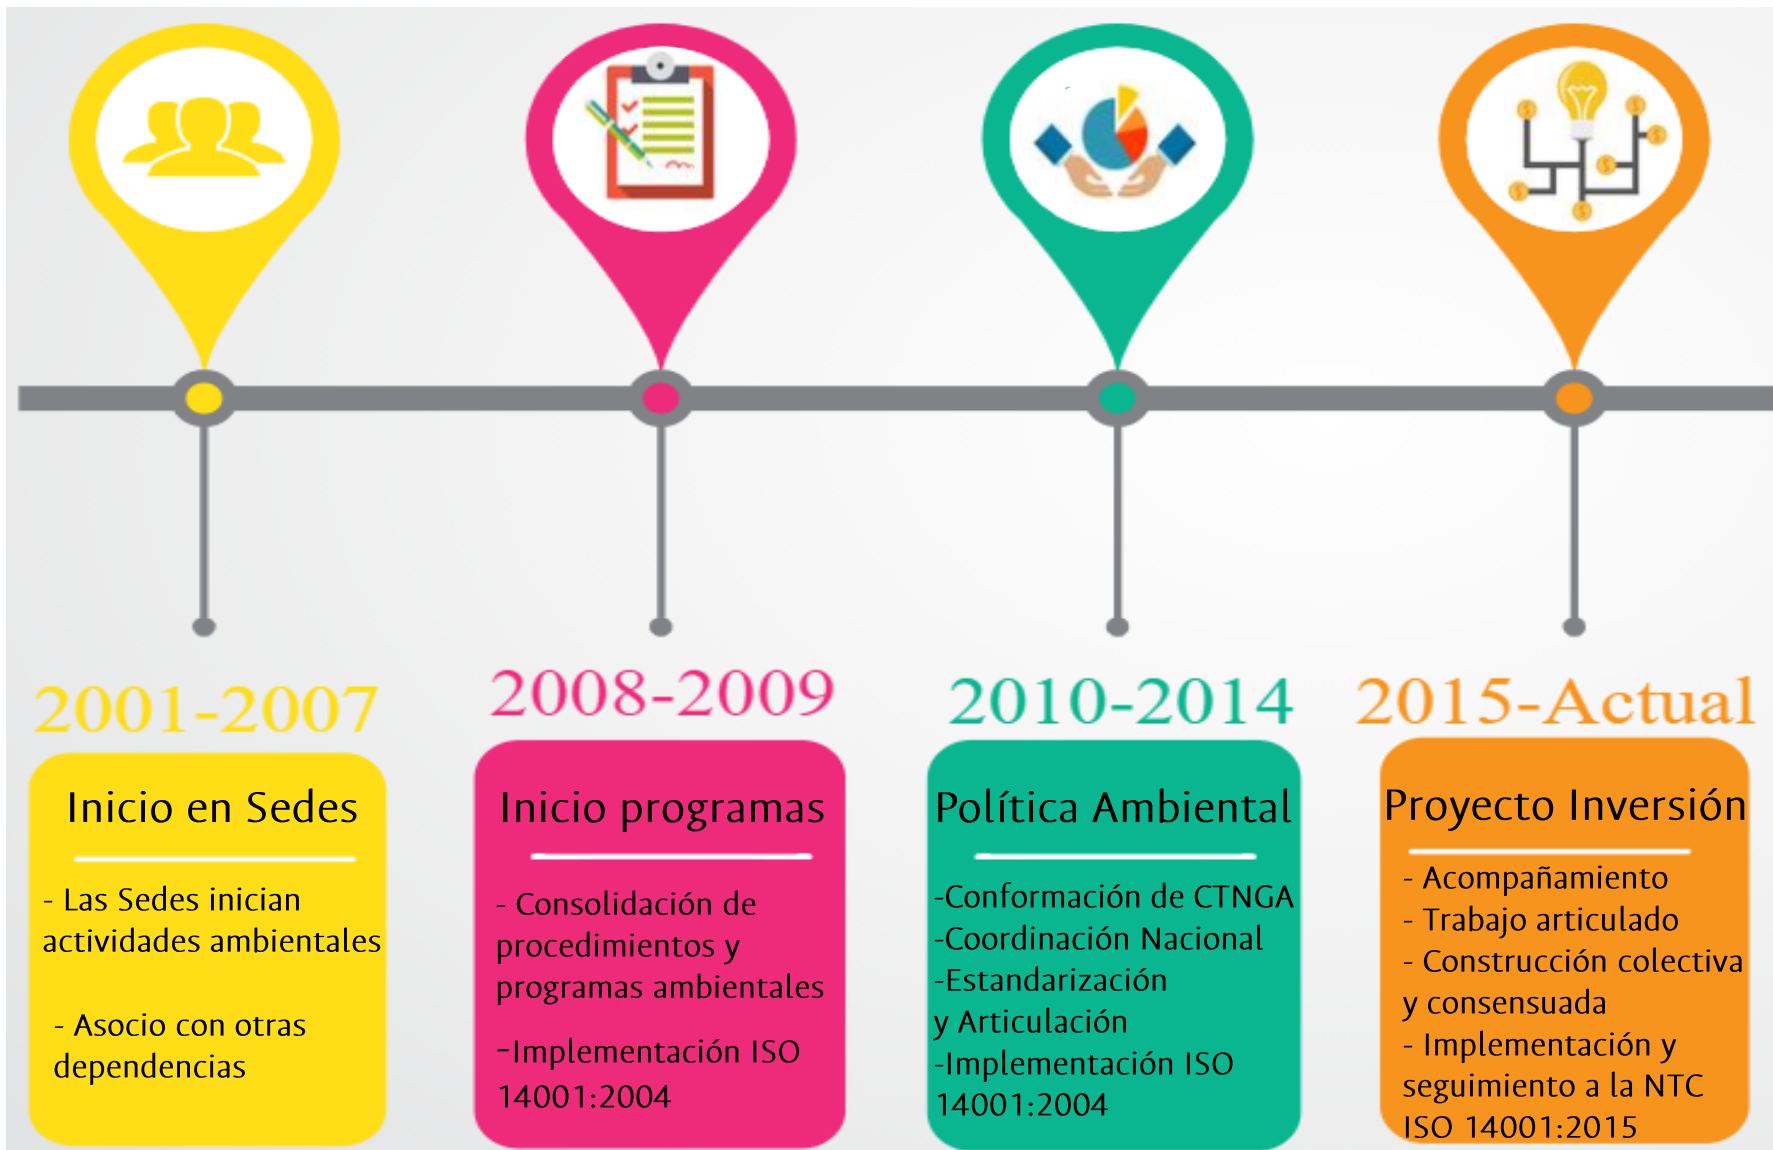 2001-2007
Inicio en Sedes
- Las Sedes inician
actividades ambientales
- Asocio con otras
dependencias
2008-2009
Inicio programas
- Consolidación de
procedimientos y
programas ambientales
-Implementación ISO
14001:2004
2010-2014
Política Ambiental
-Conformación de CTNGA
-Coordinación Nacional
-Estandarización
y Articulación
-Implementación ISO
14001:2004
2015-Actual
Proyecto Inversión
- Acompañamiento
- Trabajo articulado
- Construcción colectiva
y consensuada
- Implementación y
seguimiento a la NTC
ISO 14001:2015